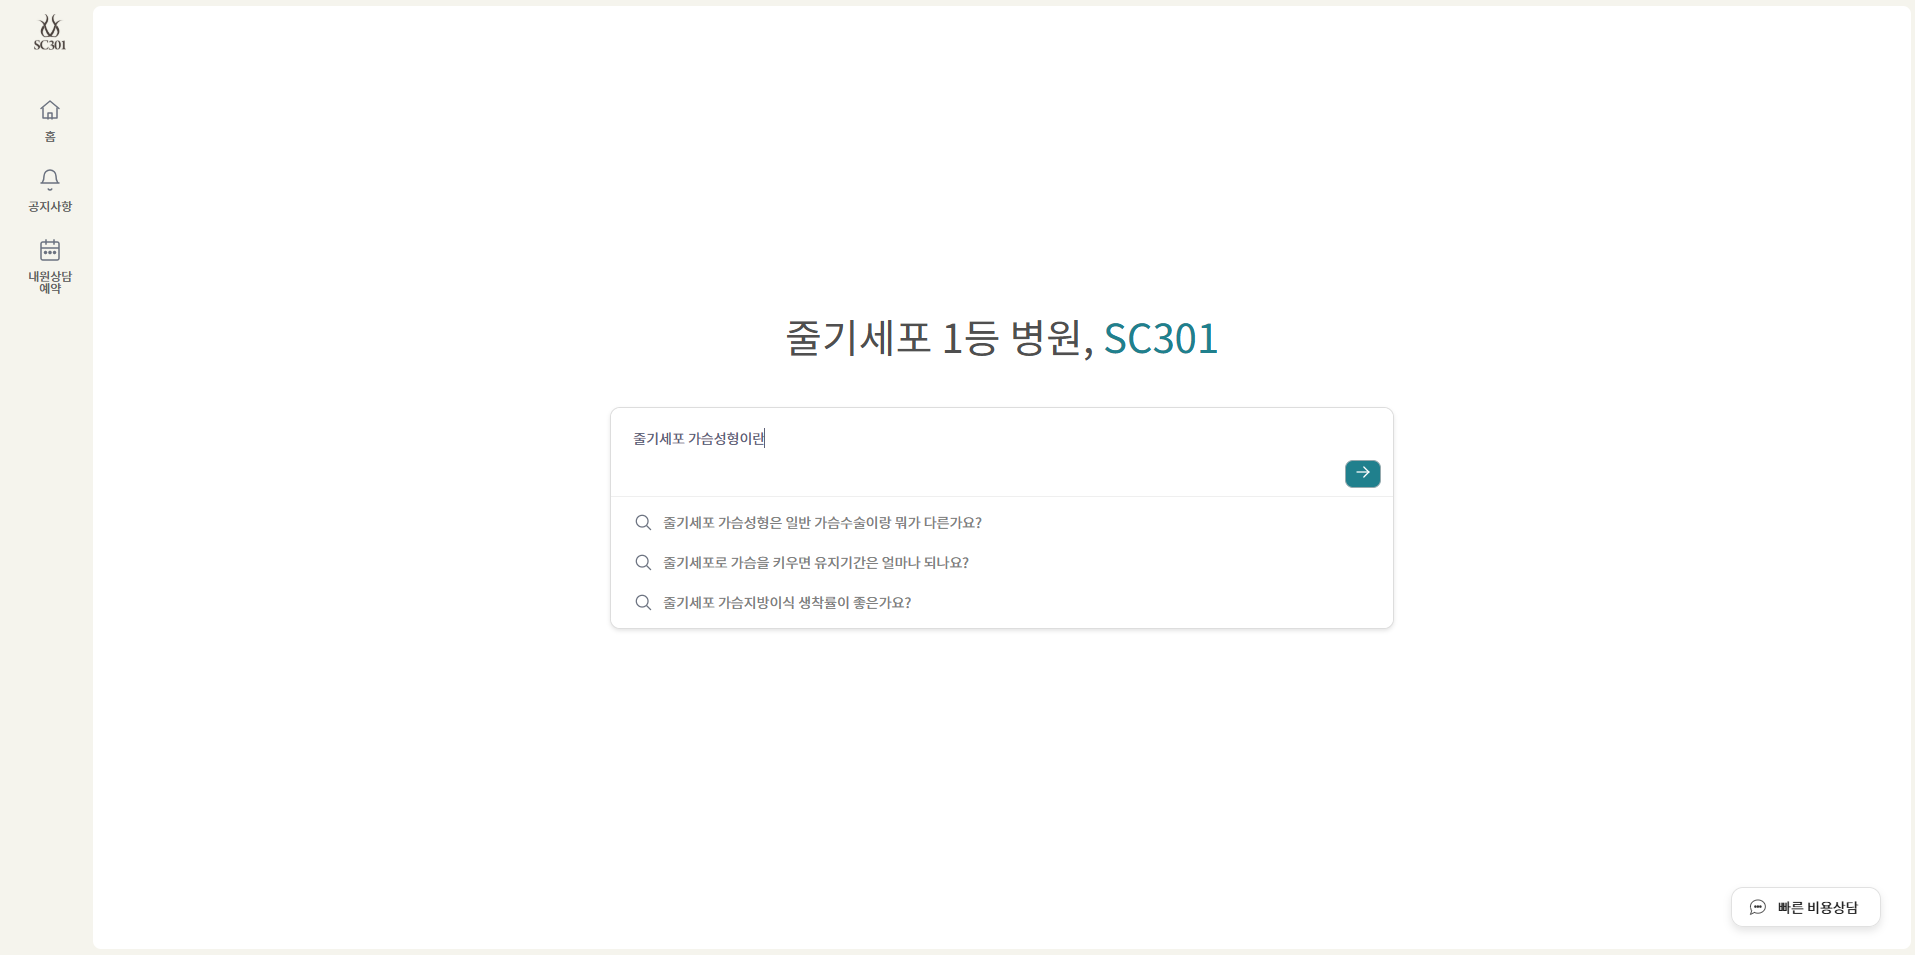 SC301
홈
공지사항
내원상담
예약
줄기세포 1등 병원, SC301
줄기세포 가슴성형이란
줄기세포 가슴성형은 일반 가슴수술이랑 뭐가 다른가요?
줄기세포로 가슴을 키우면 유지기간은 얼마나 되나요?
줄기세포 가슴지방이식 생착률이 좋은가요?
빠른 비용상담